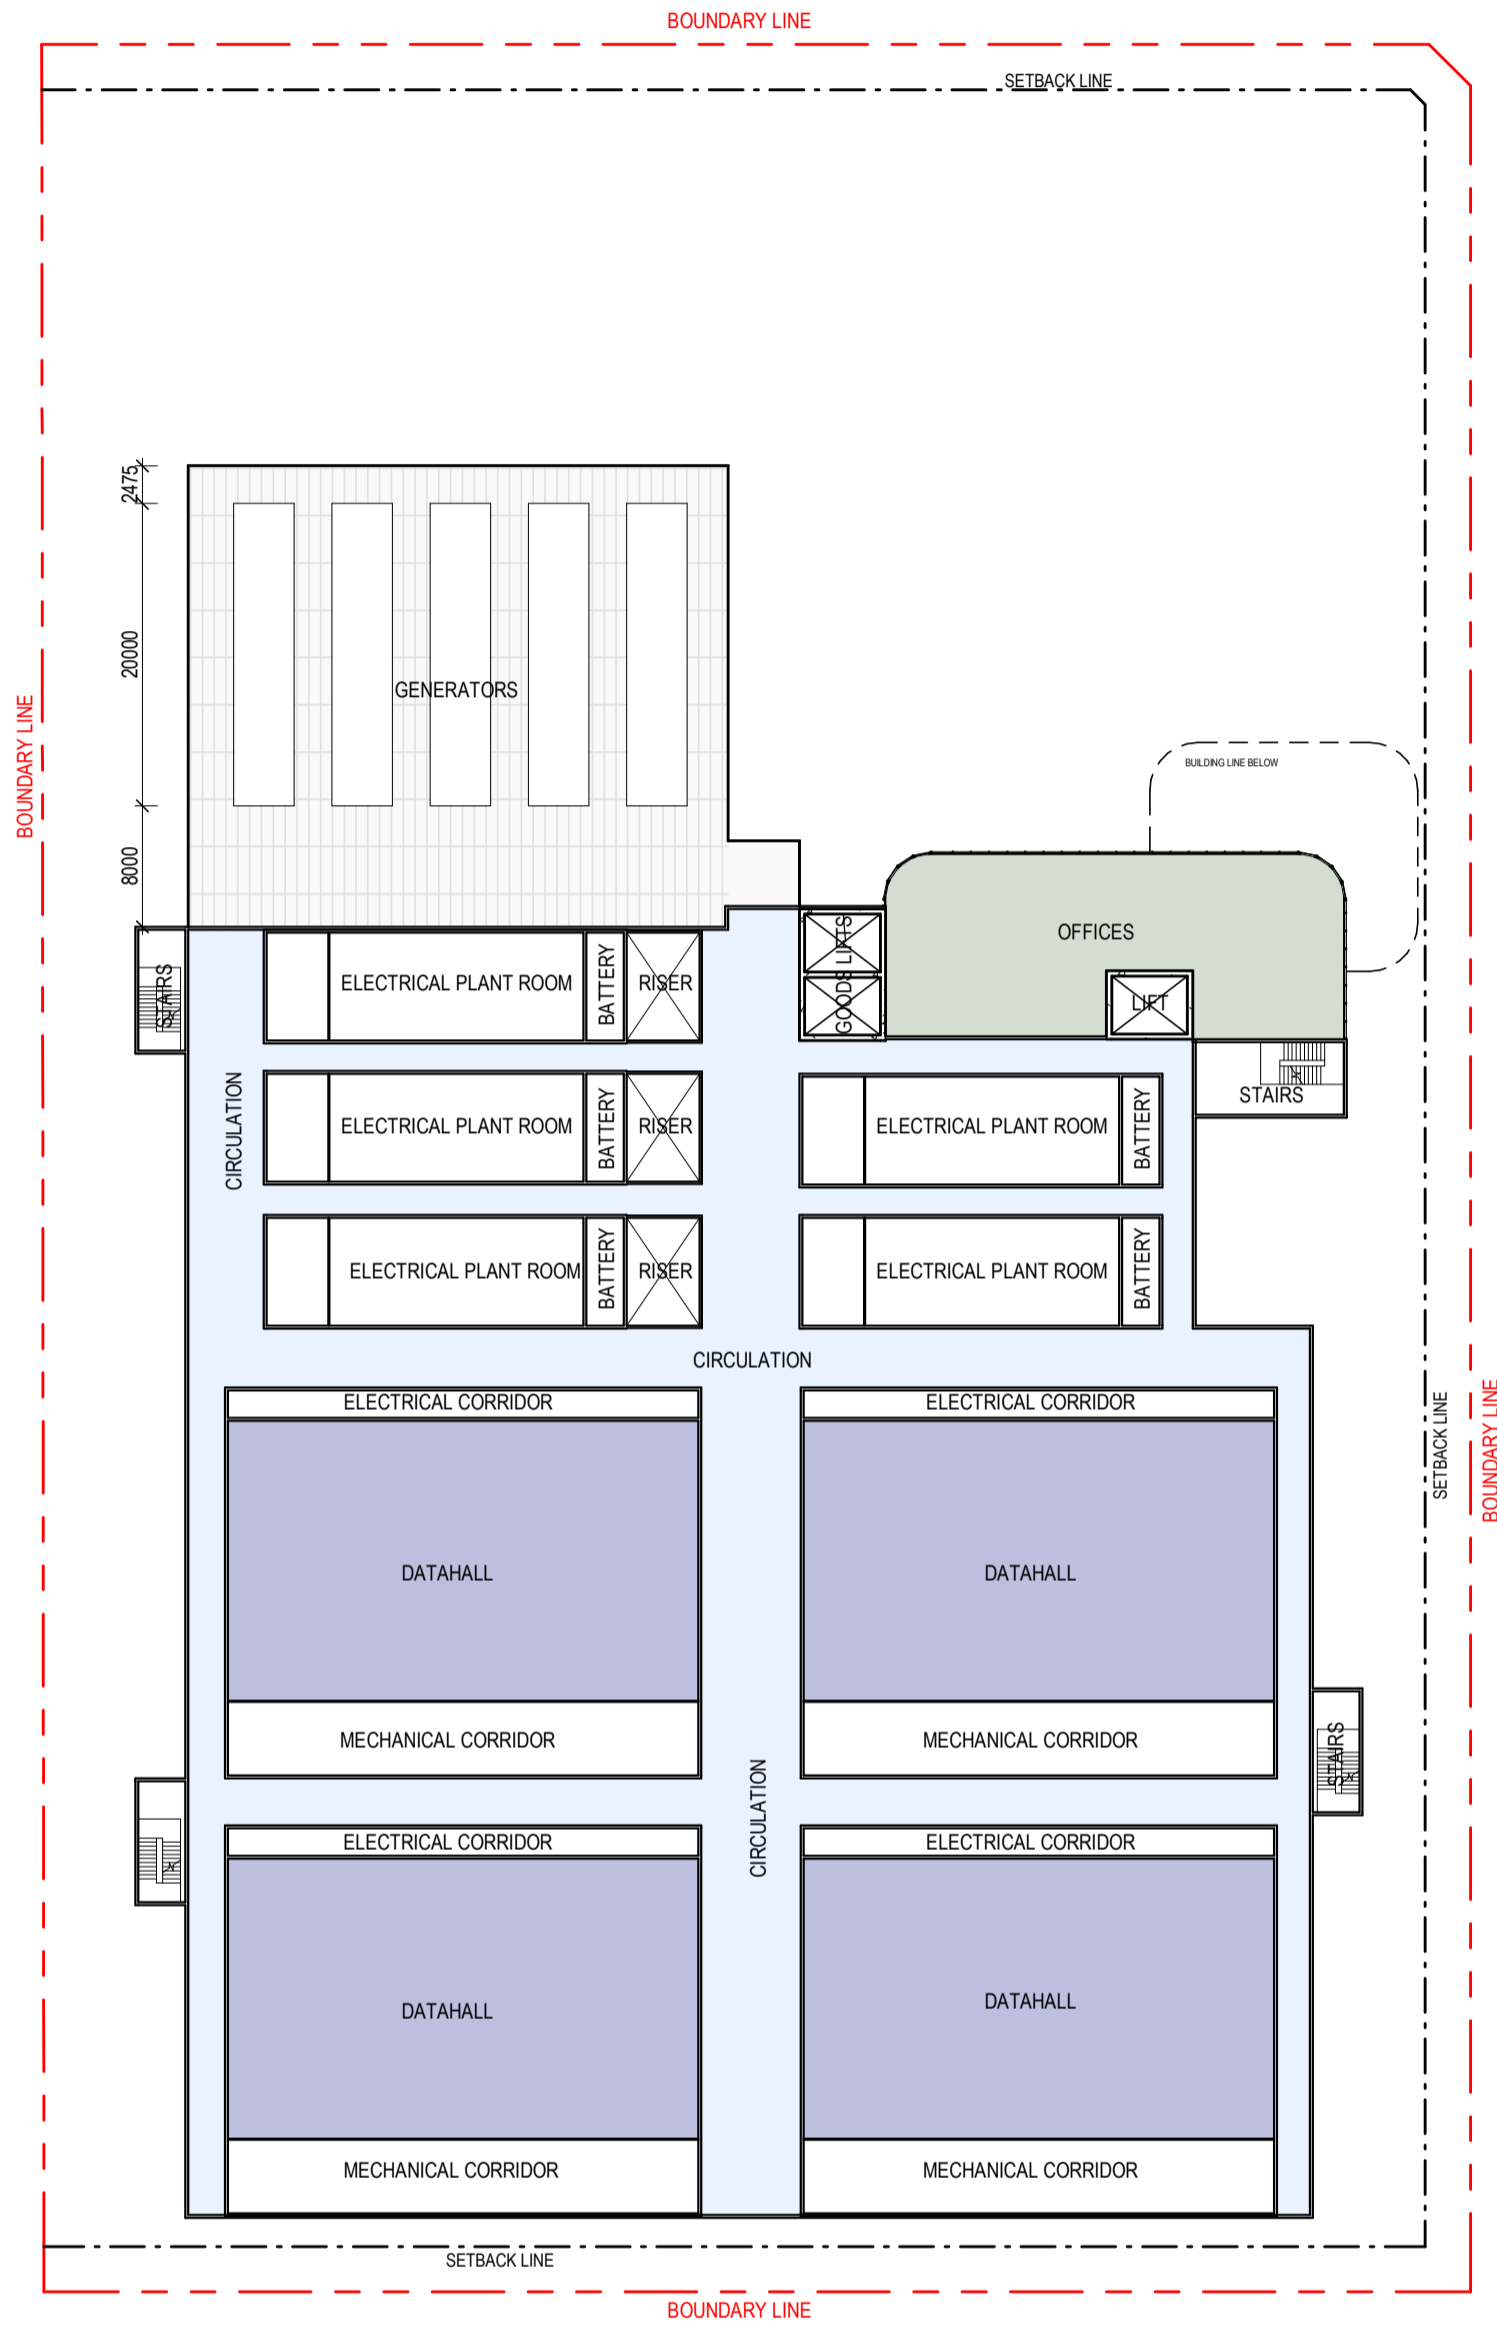 BOUNDARY LINE
SETBACK LINE
2475
20000
GENERATORS
8000
BOUNDARY LINE
BUILDING LINE BELOW
OFFICES
GOODS LIFTS
LIFT
STAIRS
ELECTRICAL PLANT ROOM
BATTERY
RISER
STAIRS
CIRCULATION
ELECTRICAL PLANT ROOM
BATTERY
RISER
ELECTRICAL PLANT ROOM
BATTERY
ELECTRICAL PLANT ROOM
BATTERY
RISER
ELECTRICAL PLANT ROOM
BATTERY
CIRCULATION
ELECTRICAL CORRIDOR
ELECTRICAL CORRIDOR
SETBACK LINE
BOUNDARY LINE
DATAHALL
DATAHALL
MECHANICAL CORRIDOR
MECHANICAL CORRIDOR
STAIRS
CIRCULATION
ELECTRICAL CORRIDOR
ELECTRICAL CORRIDOR
DATAHALL
DATAHALL
MECHANICAL CORRIDOR
MECHANICAL CORRIDOR
SETBACK LINE
BOUNDARY LINE